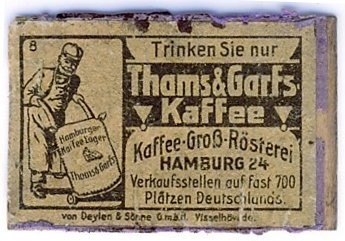 8
Trinken Sie nur
Thams & Garfs
Kaffee
Kaffee-Groß-Rösterei
HAMBURG 24
Verkaufsstellen auf fast 700
Plätzen Deutschlands.
Hamburger
Kaffee Lager
Thams & Garfs
von Deylen & Söhne G.m.b.H. Visselhövede.